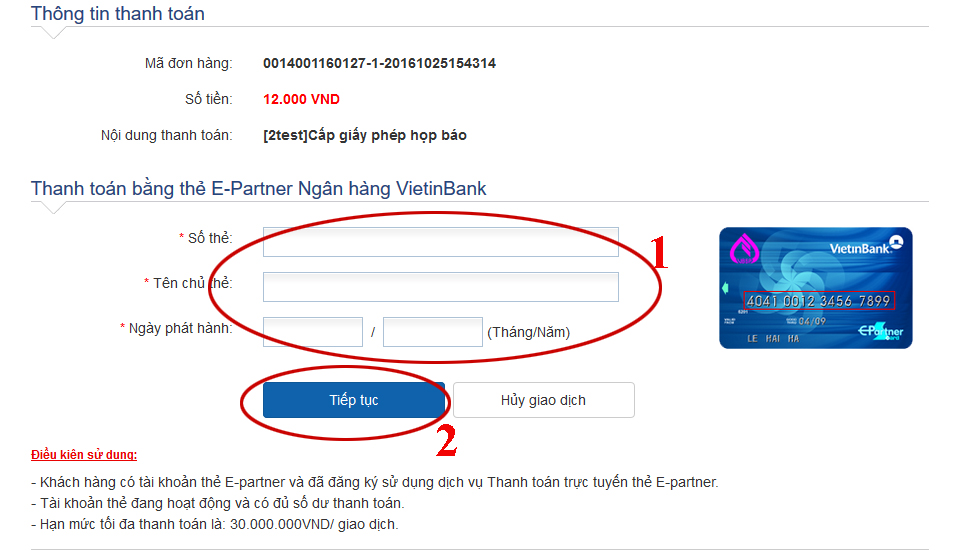 Thông tin thanh toán
Mã đơn hàng: 0014001160127-1-20161025154314
Số tiền: 12.000 VND
Nội dung thanh toán: [2test]Cấp giấy phép họp báo
Thanh toán bằng thẻ E-Partner Ngân hàng VietinBank
* Số thẻ:
1
VietinBank
* Tên chủ thẻ:
4041 0012 3456 7899
* Ngày phát hành: / (Tháng/Năm)
04/09
E-Partner
LE HAI HA
Tiếp tục
Hủy giao dịch
2
Điều kiện sử dụng:
- Khách hàng có tài khoản thẻ E-partner và đã đăng ký sử dụng dịch vụ Thanh toán trực tuyến thẻ E-partner.
- Tài khoản thẻ đang hoạt động và có đủ số dư thanh toán.
- Hạn mức tối đa thanh toán là: 30.000.000VND/ giao dịch.